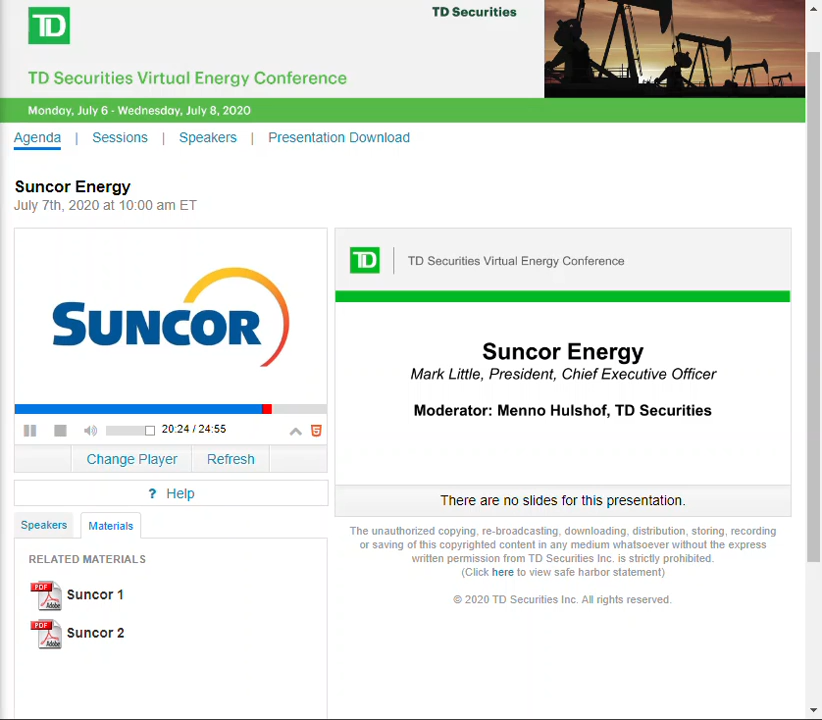 TD
TD Securities
TD Securities Virtual Energy Conference
Monday, July 6 - Wednesday, July 8, 2020
Agenda | Sessions | Speakers | Presentation Download
Suncor Energy
July 7th, 2020 at 10:00 am ET
SUNCOR
20:24 / 24:55
5
Change Player
Refresh
? Help
Speakers
Materials
RELATED MATERIALS
PDF
Adobe
Suncor 1
PDF
Adobe
Suncor 2
TD
TD Securities Virtual Energy Conference
Suncor Energy
Mark Little, President, Chief Executive Officer
Moderator: Menno Hulshof, TD Securities
There are no slides for this presentation.
The unauthorized copying, re-broadcasting, downloading, distribution, storing, recording
or saving of this copyrighted content in any medium whatsoever without the express
written permission from TD Securities Inc. is strictly prohibited.
(Click here to view safe harbor statement)
© 2020 TD Securities Inc. All rights reserved.